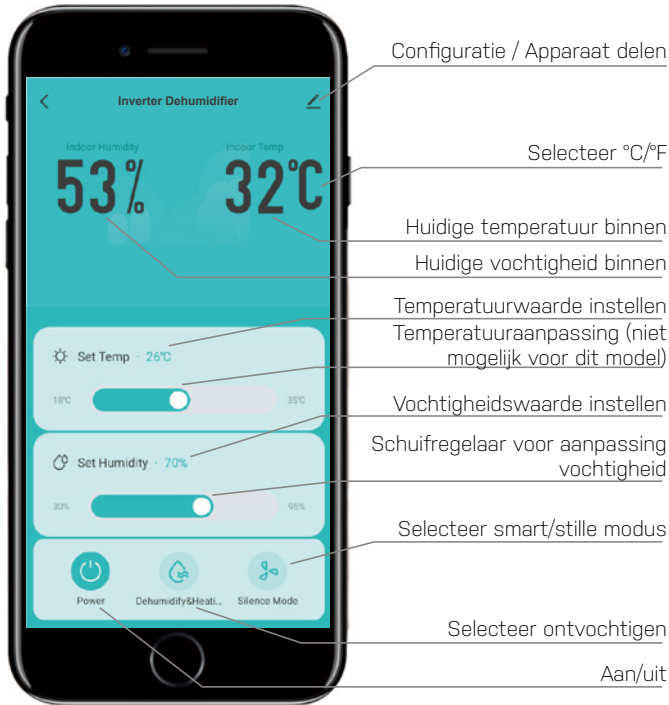 Configuratie / Apparaat delen
Inverter Dehumidifier
Indoor Humidity
Indoor Temp
53%
32°C
Selecteer °C/°F
Huidige temperatuur binnen
Huidige vochtigheid binnen
Temperatuurwaarde instellen
Temperatuuraanpassing (niet
mogelijk voor dit model)
Set Temp · 26°C
18°C
35°C
Vochtigheidswaarde instellen
Schuifregelaar voor aanpassing
vochtigheid
Set Humidity · 70%
30%
95%
Selecteer smart/stille modus
Power
Dehumidify&Heati...
Silence Mode
Selecteer ontvochtigen
Aan/uit